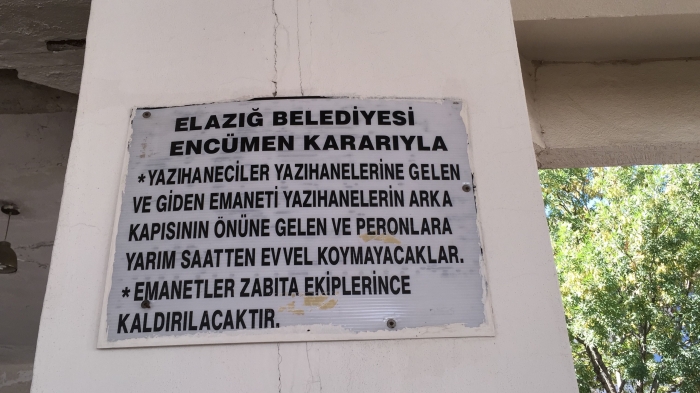 ELAZIĞ BELEDİYESİ
ENCÜMEN KARARIYLA
*YAZIHANECİLER YAZIHANELERİNE GELEN
VE GİDEN EMANETİ YAZIHANELERİN ARKA
KAPISININ ÖNÜNE GELEN VE PERONLARA
YARIM SAATTEN EVVEL KOYMAYACAKLAR.
*EMANETLER ZABITA EKİPLERİNCE
KALDIRILACAKTIR.